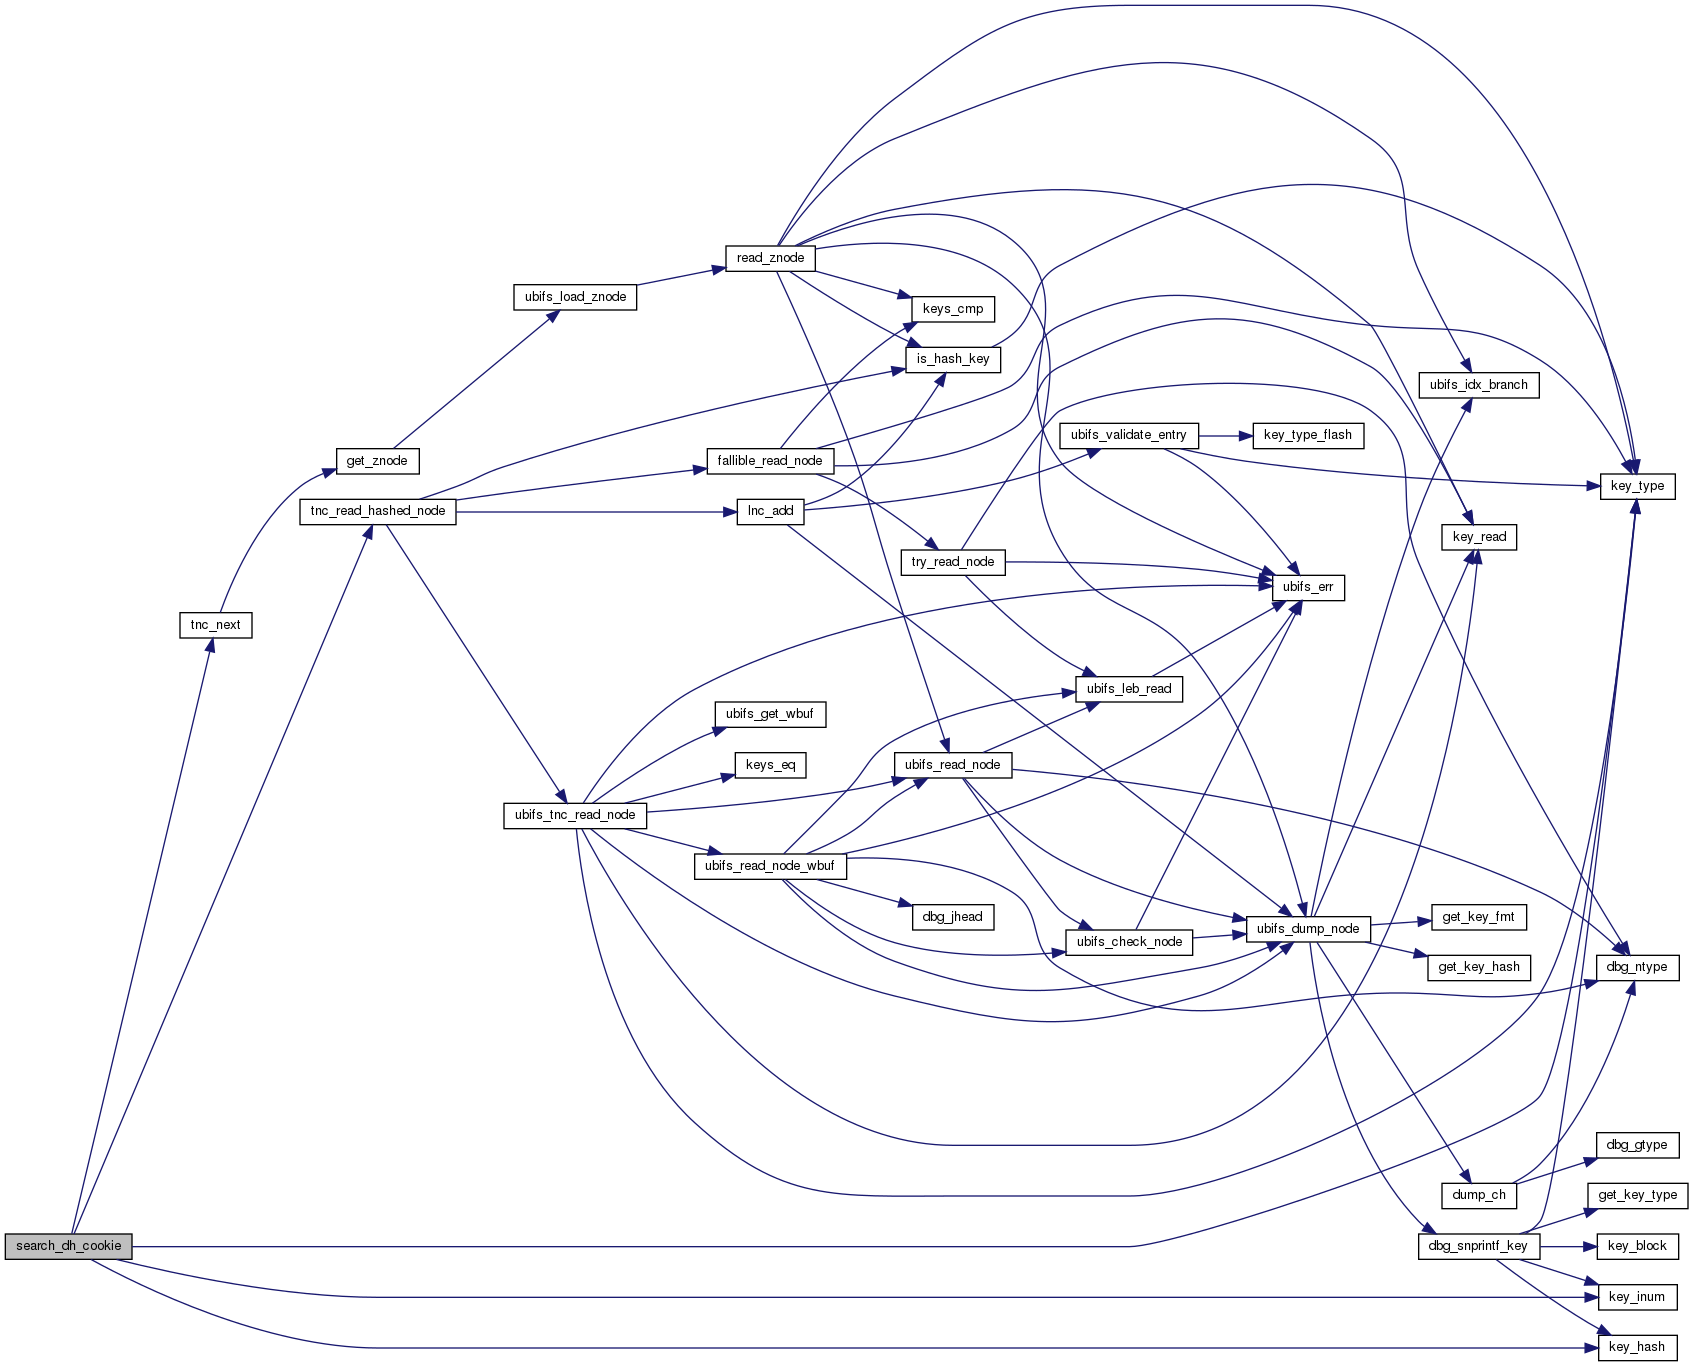 search_dh_cookie
tnc_next
tnc_read_hashed_node
get_znode
ubifs_load_znode
ubifs_tnc_read_node
read_znode
fallible_read_node
lnc_add
ubifs_get_wbuf
keys_eq
ubifs_read_node_wbuf
keys_cmp
is_hash_key
try_read_node
ubifs_read_node
dbg_jhead
ubifs_validate_entry
ubifs_leb_read
ubifs_check_node
key_type_flash
ubifs_err
ubifs_dump_node
ubifs_idx_branch
key_read
get_key_fmt
get_key_hash
dump_ch
dbg_snprintf_key
key_type
dbg_ntype
dbg_gtype
get_key_type
key_block
key_inum
key_hash